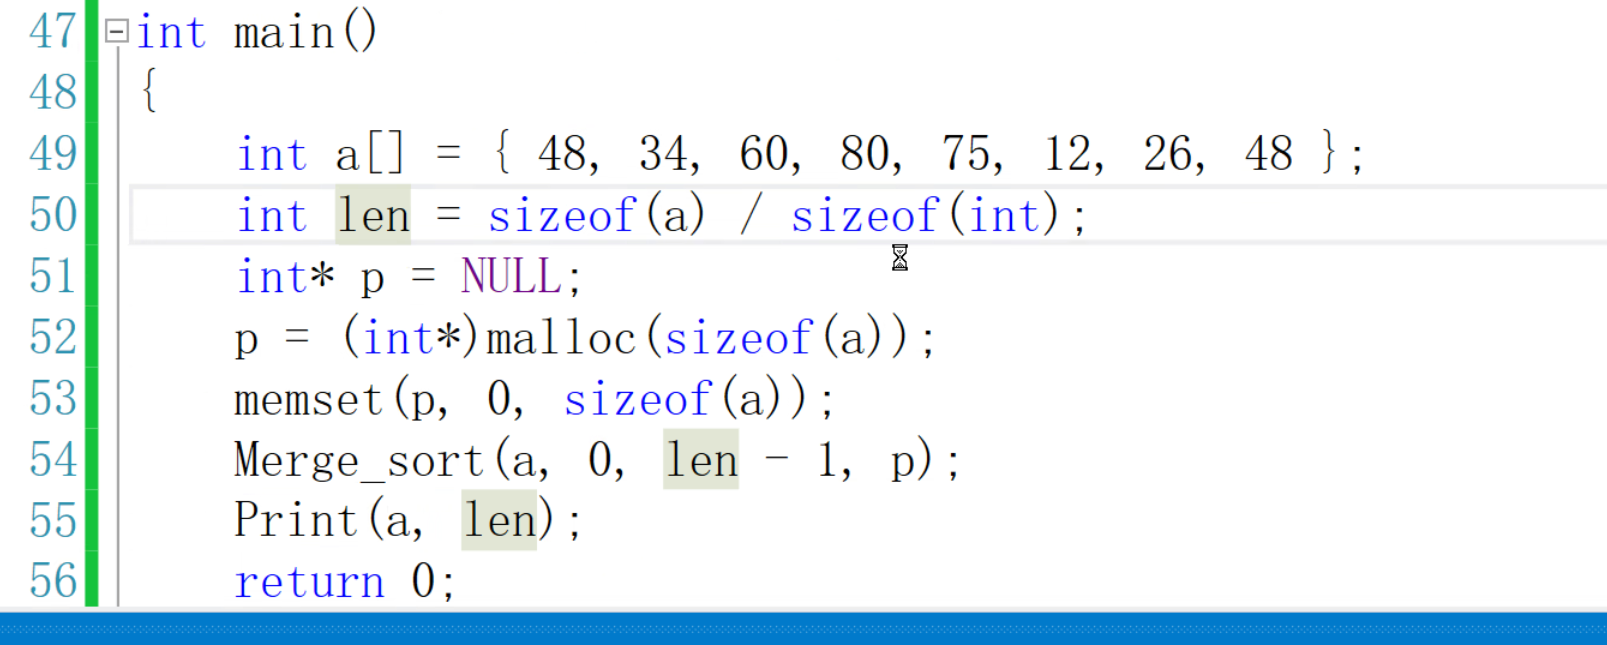 47 int main()
48 {
49 int a[] = { 48, 34, 60, 80, 75, 12, 26, 48 };
50 int len = sizeof(a) / sizeof(int);
51 int* p = NULL;
52 p = (int*)malloc(sizeof(a));
53 memset(p, 0, sizeof(a));
54 Merge_sort(a, 0, len - 1, p);
55 Print(a, len);
56 return 0;